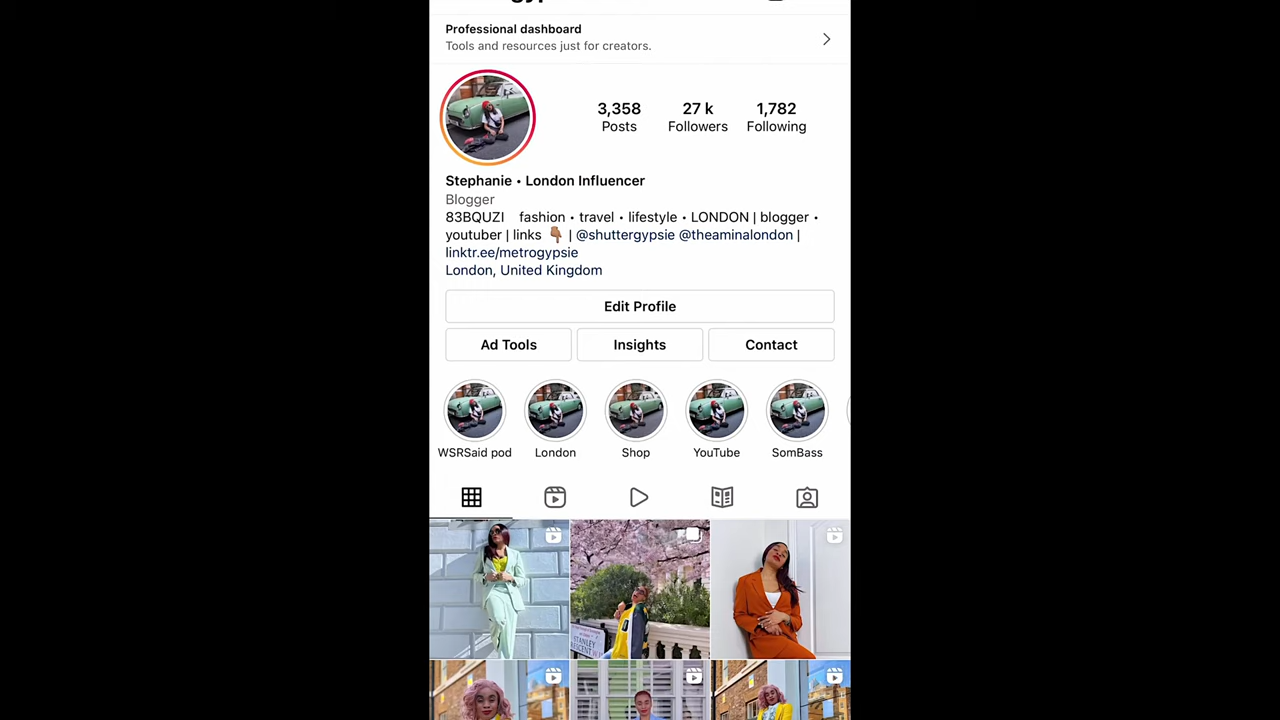 Professional dashboard
Tools and resources just for creators.
3,358 27 k 1,782
Posts Followers Following
Stephanie • London Influencer
Blogger
83BQUZI fashion • travel • lifestyle • LONDON | blogger •
youtuber | links 👇🏽 | @shuttergypsie @theaminalondon |
linktr.ee/metrogypsie
London, United Kingdom
Edit Profile
Ad Tools Insights Contact
WSRSaid pod London Shop YouTube SomBass
STANLEY